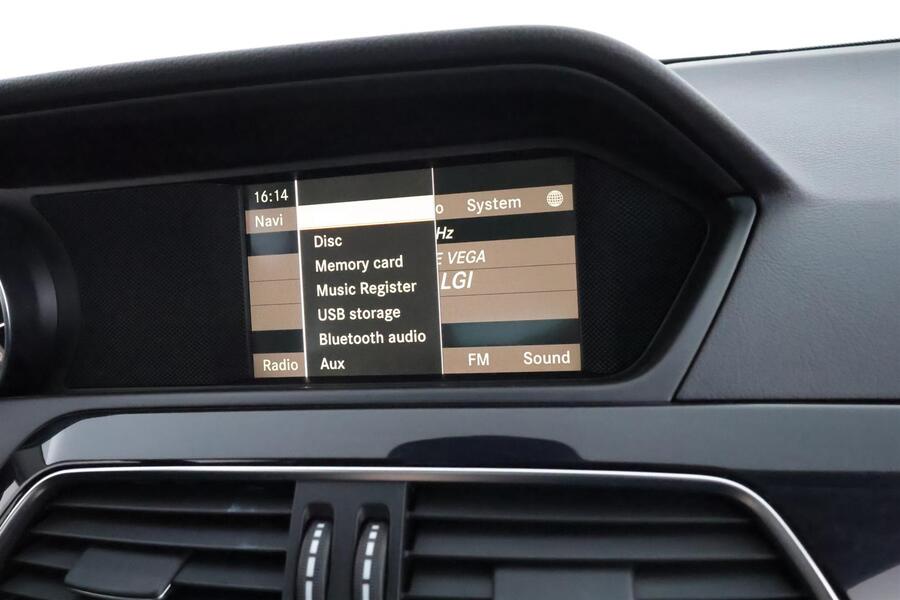 16:14
Navi
o
System
Disc
Hz
Memory card
E VEGA
Music Register
LGI
USB storage
Bluetooth audio
Radio
Aux
FM
Sound